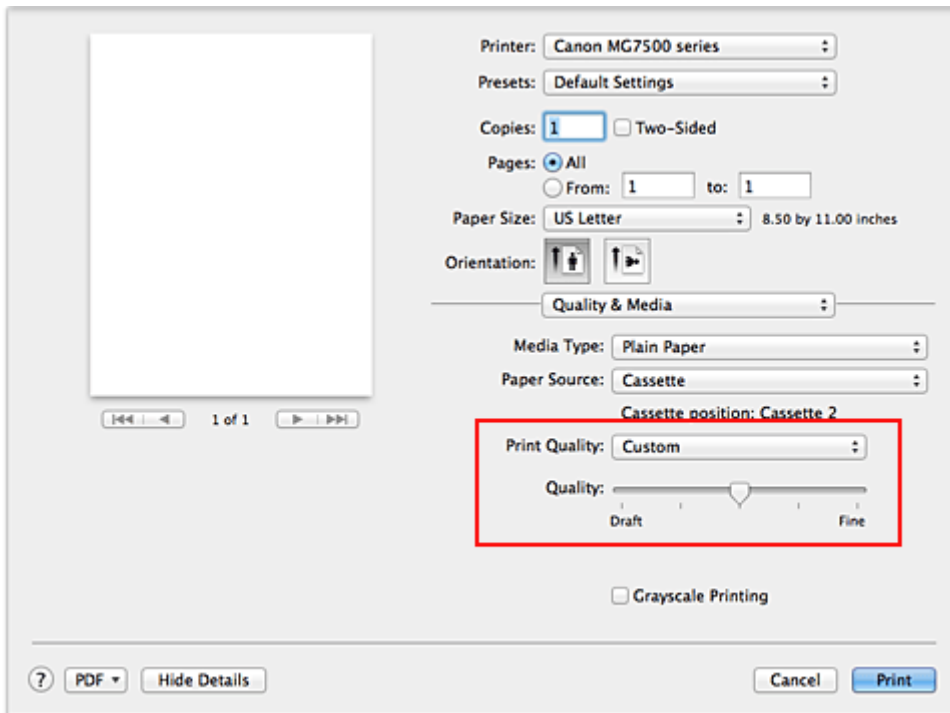 Printer: Canon MG7500 series
Presets: Default Settings
Copies: 1 Two-Sided
Pages: All
From: 1 to: 1
Paper Size: US Letter 8.50 by 11.00 inches
Orientation:
Quality & Media
Media Type: Plain Paper
Paper Source: Cassette
Cassette position: Cassette 2
1 of 1
Print Quality: Custom
Quality:
Draft Fine
Grayscale Printing
? PDF Hide Details Cancel Print